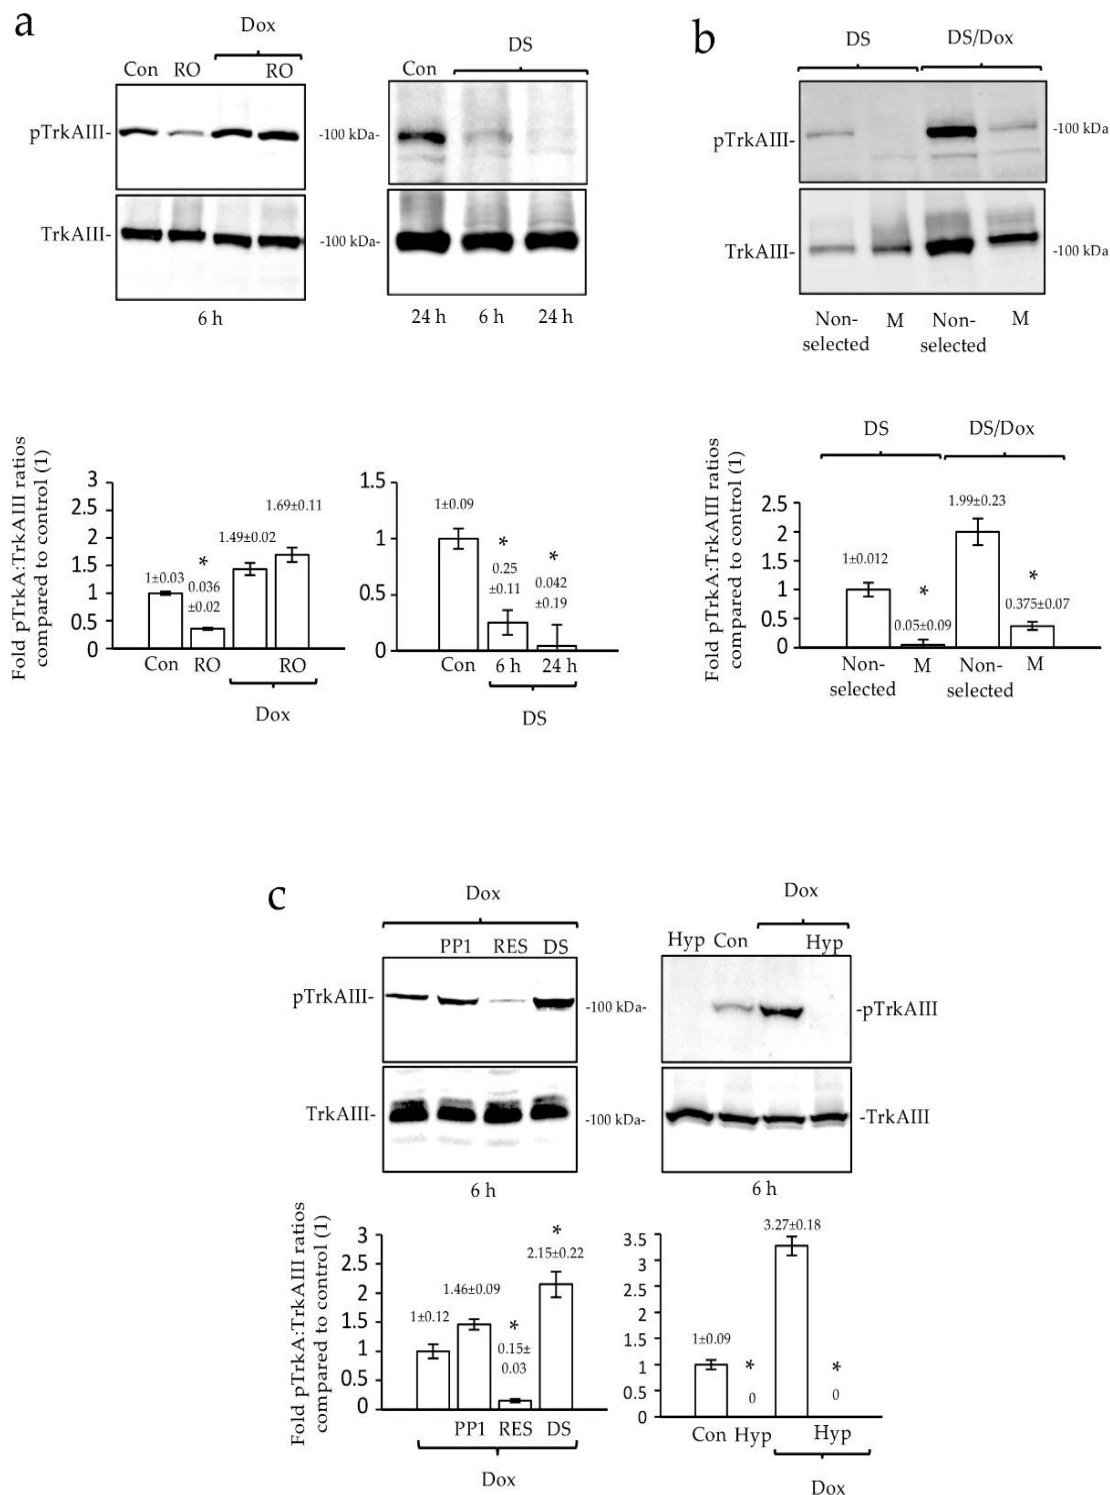 a
Dox
Con RO RO
pTrkAIII-
TrkAIII-
6 h
DS
Con
-100 kDa-
-100 kDa-
24 h 6 h 24 h
b
DS DS/Dox
pTrkAIII-
-100 kDa
TrkAIII-
-100 kDa
Non-selected M Non-selected M
Fold pTrkA:TrkAIII ratios
compared to control (1)
3
2.5
2
1.5
1
0.5
0
1±0.03
*
0.036
±0.02
1.49±0.02
1.69±0.11
Con RO RO
Dox
1.5
1
0.5
0
1±0.09
*
0.25
±0.11
*
0.042
±0.19
Con 6 h 24 h
DS
Fold pTrkA:TrkAIII ratios
compared to control (1)
DS DS/Dox
2.5
2
1.5
1
0.5
0
1±0.012
*
0.05±0.09
1.99±0.23
*
0.375±0.07
Non-selected M Non-selected M
c
Dox
PP1 RES DS
pTrkAIII-
-100 kDa-
TrkAIII-
-100 kDa-
6 h
Dox
Hyp Con Hyp
-pTrkAIII
-TrkAIII
6 h
Fold pTrkA:TrkAIII ratios
compared to control (1)
3
2.5
2
1.5
1
0.5
0
1±0.12
1.46±0.09
*
0.15±
0.03
*
2.15±0.22
PP1 RES DS
Dox
3.5
3
2.5
2
1.5
1
0.5
0
1±0.09
*
0
3.27±0.18
*
0
Con Hyp Hyp
Dox